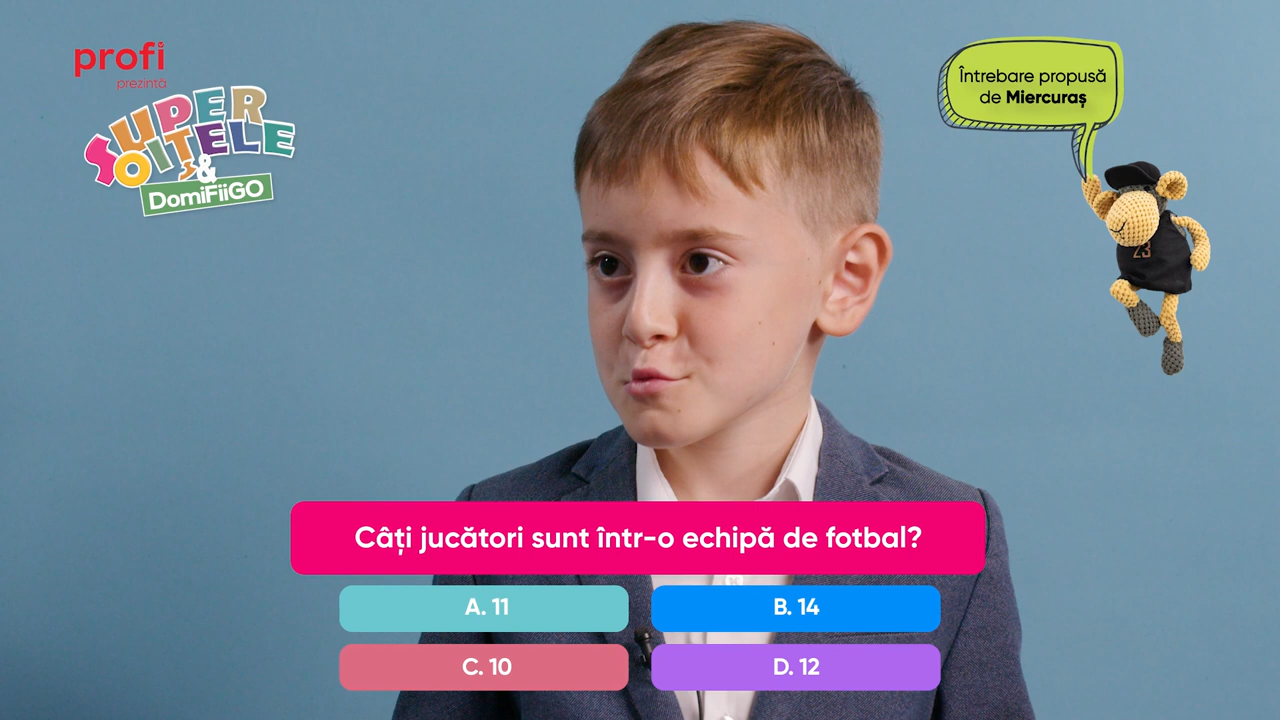 profi
prezintă
SUPER
ȘOIȚELE
&
DomiFiiGO
Întrebare propusă
de Miercuraș
23
Câți jucători sunt într-o echipă de fotbal?
A. 11
B. 14
C. 10
D. 12